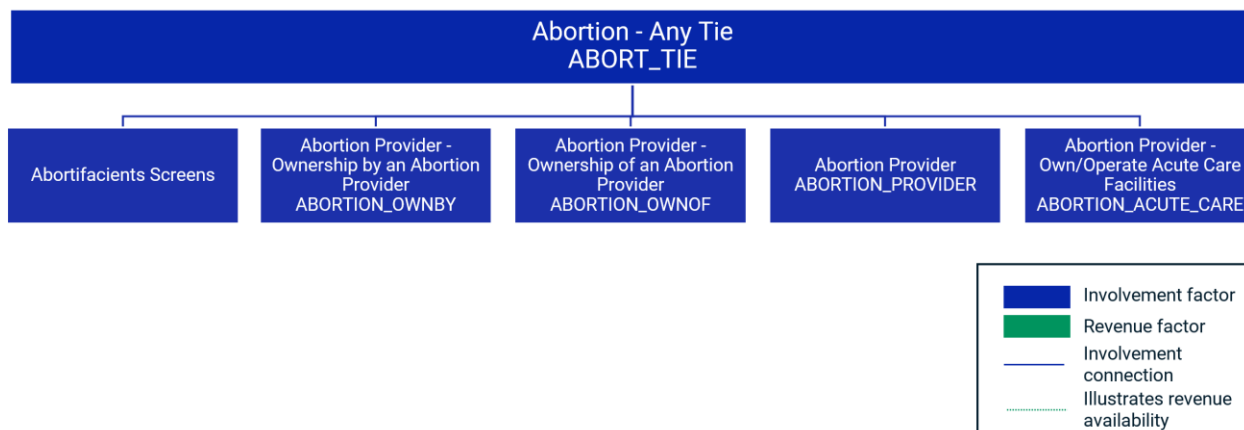 Abortion - Any Tie
ABORT_TIE
Abortifacients Screens
Abortion Provider -
Ownership by an Abortion
Provider
ABORTION_OWNBY
Abortion Provider -
Ownership of an Abortion
Provider
ABORTION_OWNOF
Abortion Provider
ABORTION_PROVIDER
Abortion Provider -
Own/Operate Acute Care
Facilities
ABORTION_ACUTE_CARE
Involvement factor
Revenue factor
Involvement
connection
Illustrates revenue
availability